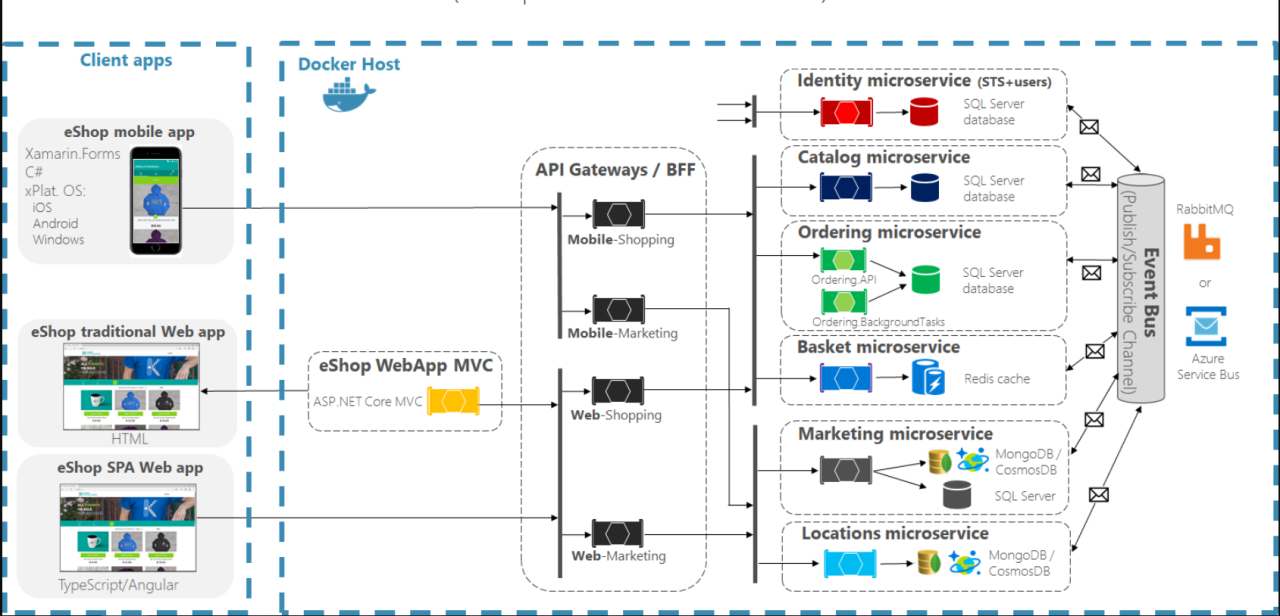 Client apps
eShop mobile app
Xamarin.Forms
C#
xPlat. OS:
iOS
Android
Windows
eShop traditional Web app
HTML
eShop SPA Web app
TypeScript/Angular
Docker Host
eShop WebApp MVC
ASP.NET Core MVC
API Gateways / BFF
Mobile-Shopping
Mobile-Marketing
Web-Shopping
Web-Marketing
Identity microservice (STS+users)
SQL Server
database
Catalog microservice
SQL Server
database
Ordering microservice
Ordering.API
SQL Server
database
Ordering.BackgroundTasks
Basket microservice
Redis cache
Marketing microservice
MongoDB /
CosmosDB
SQL Server
Locations microservice
MongoDB /
CosmosDB
Event Bus
(Publish/Subscribe Channel)
RabbitMQ
or
Azure
Service Bus